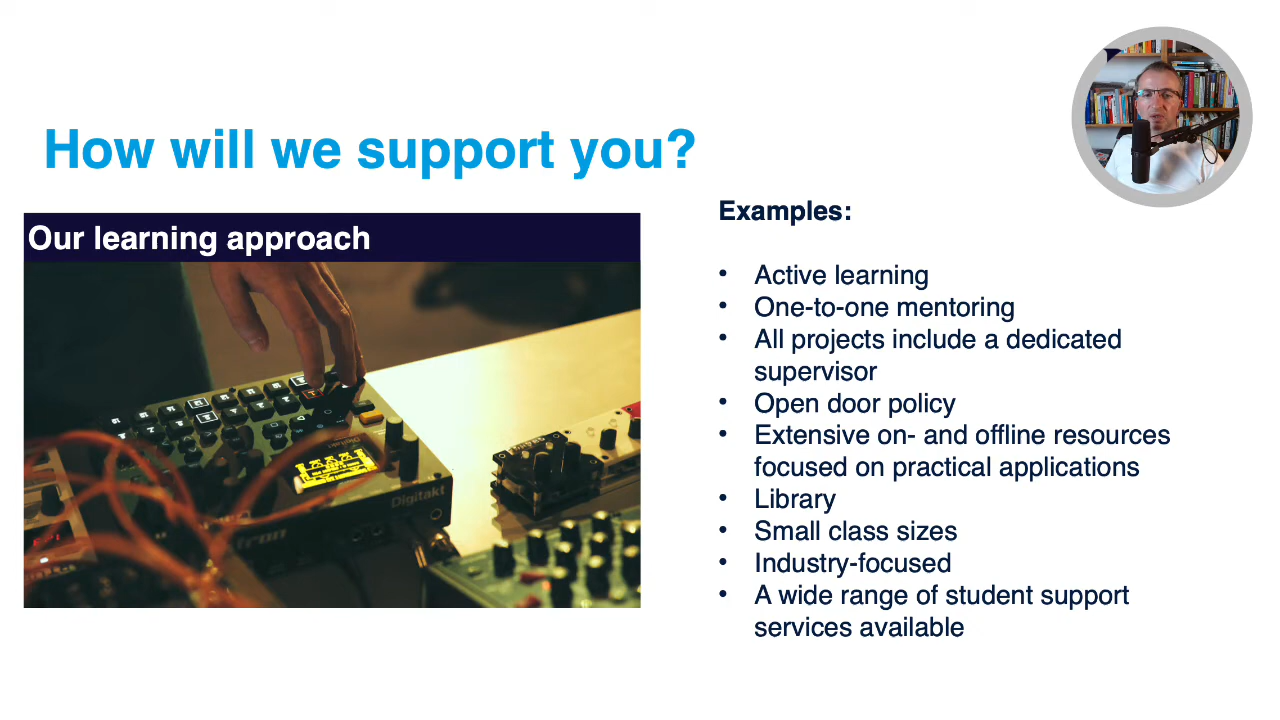 How will we support you?
Our learning approach
Digitakt
tron
Examples:
• Active learning
• One-to-one mentoring
• All projects include a dedicated
supervisor
• Open door policy
• Extensive on- and offline resources
focused on practical applications
• Library
• Small class sizes
• Industry-focused
• A wide range of student support
services available